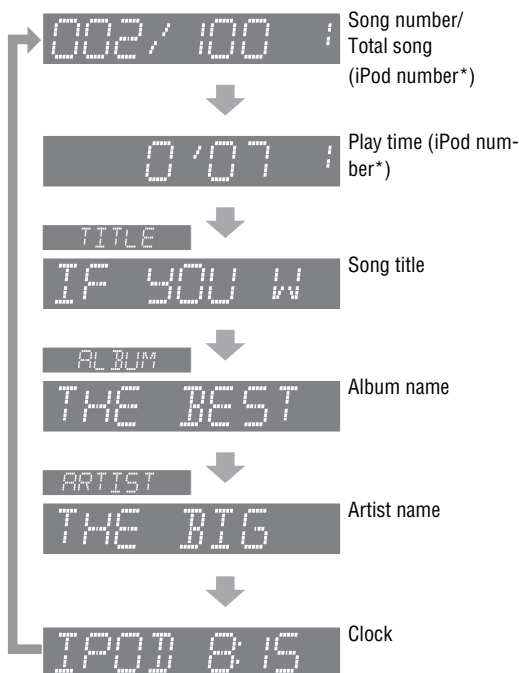 002/ 100 1
Song number/
Total song
(iPod number*)
0'07 1
Play time (iPod num-
ber*)
TITLE
IF YOU W
Song title
ALBUM
THE BEST
Album name
ARTIST
THE BIG
Artist name
IPOD 8:15
Clock